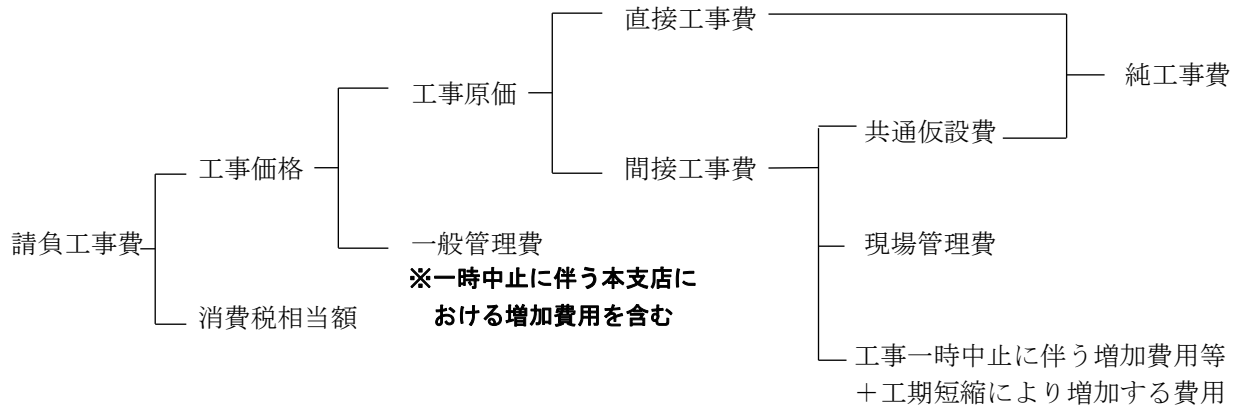 直接工事費
純工事費
工事原価
共通仮設費
工事価格
間接工事費
請負工事費
一般管理費
現場管理費
※一時中止に伴う本支店に
おける増加費用を含む
消費税相当額
工事一時中止に伴う増加費用等
＋工期短縮により増加する費用